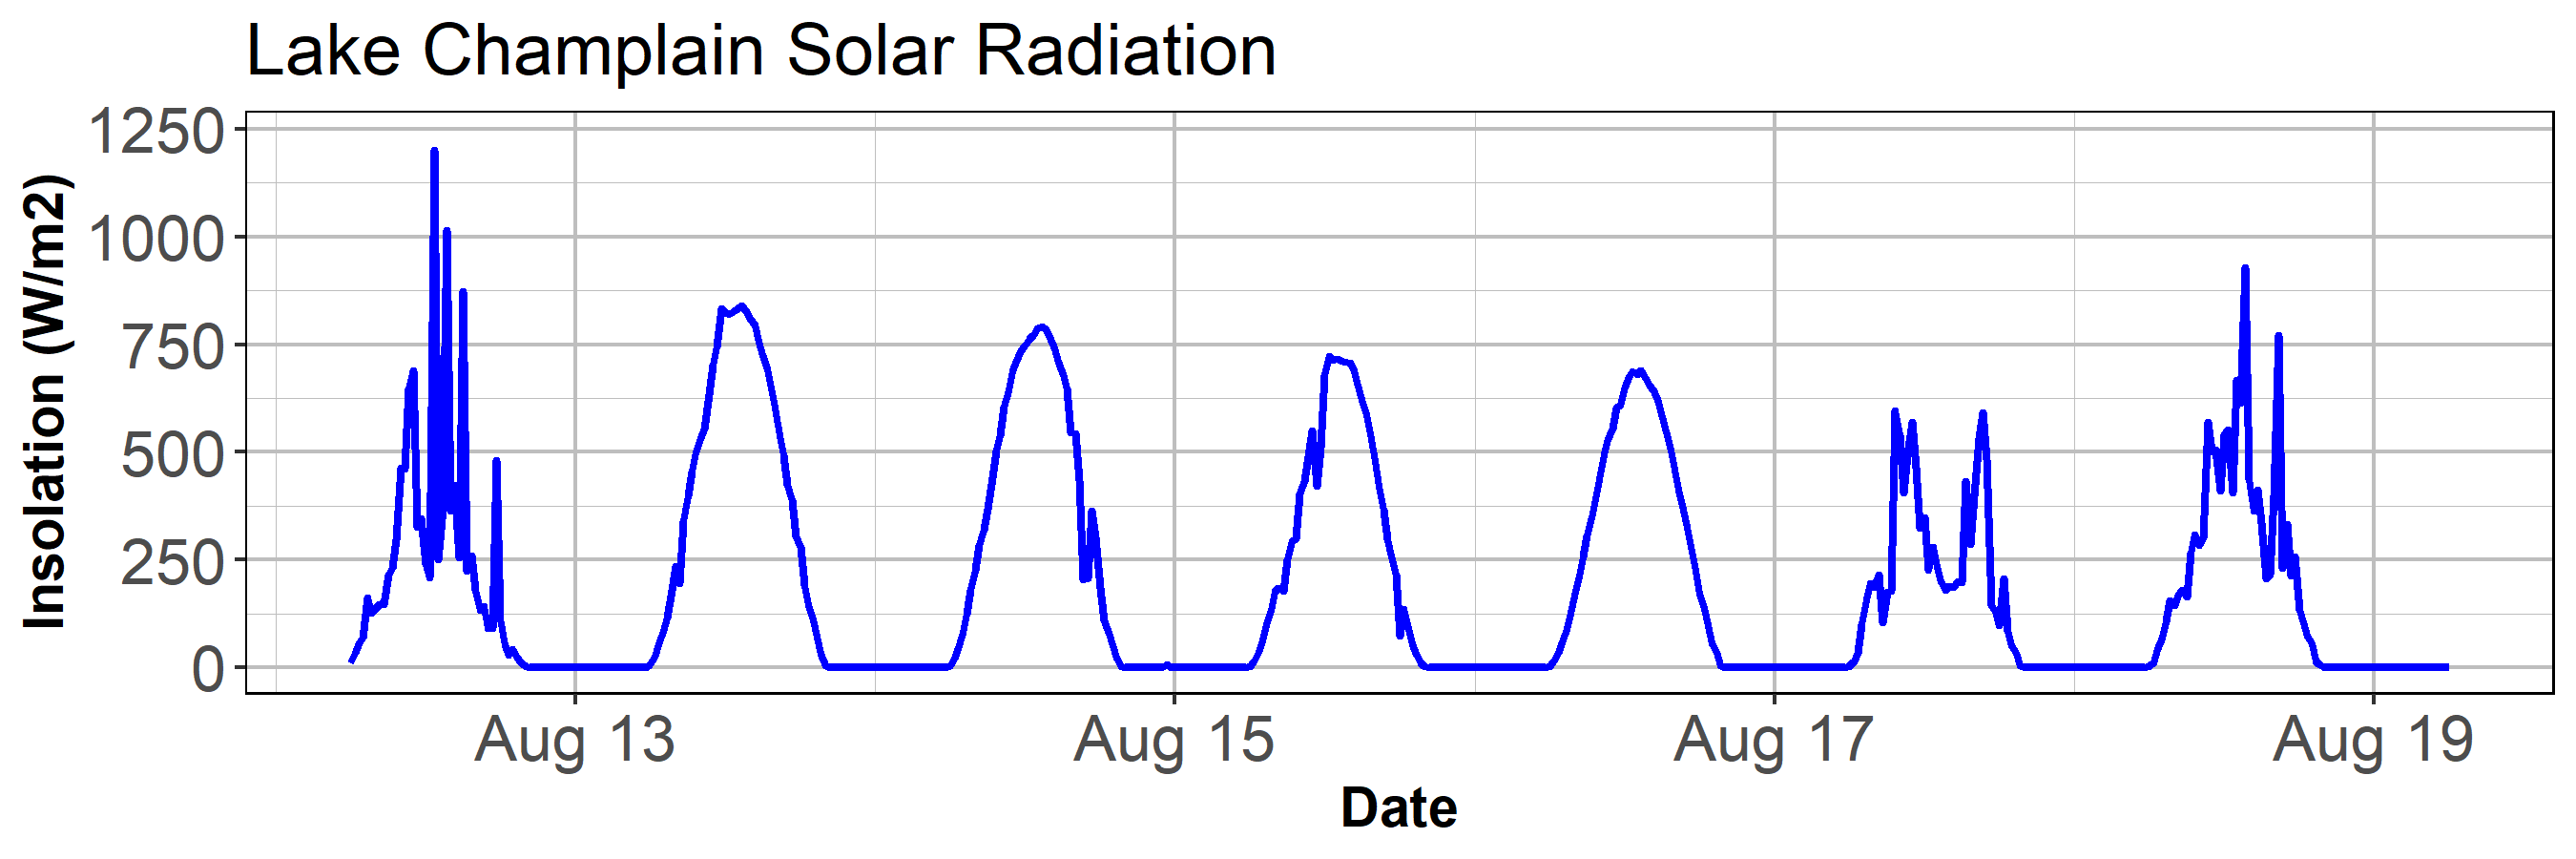 Lake Champlain Solar Radiation
1250
1000
750
500
250
0
Insolation (W/m2)
Aug 13
Aug 15
Aug 17
Aug 19
Date